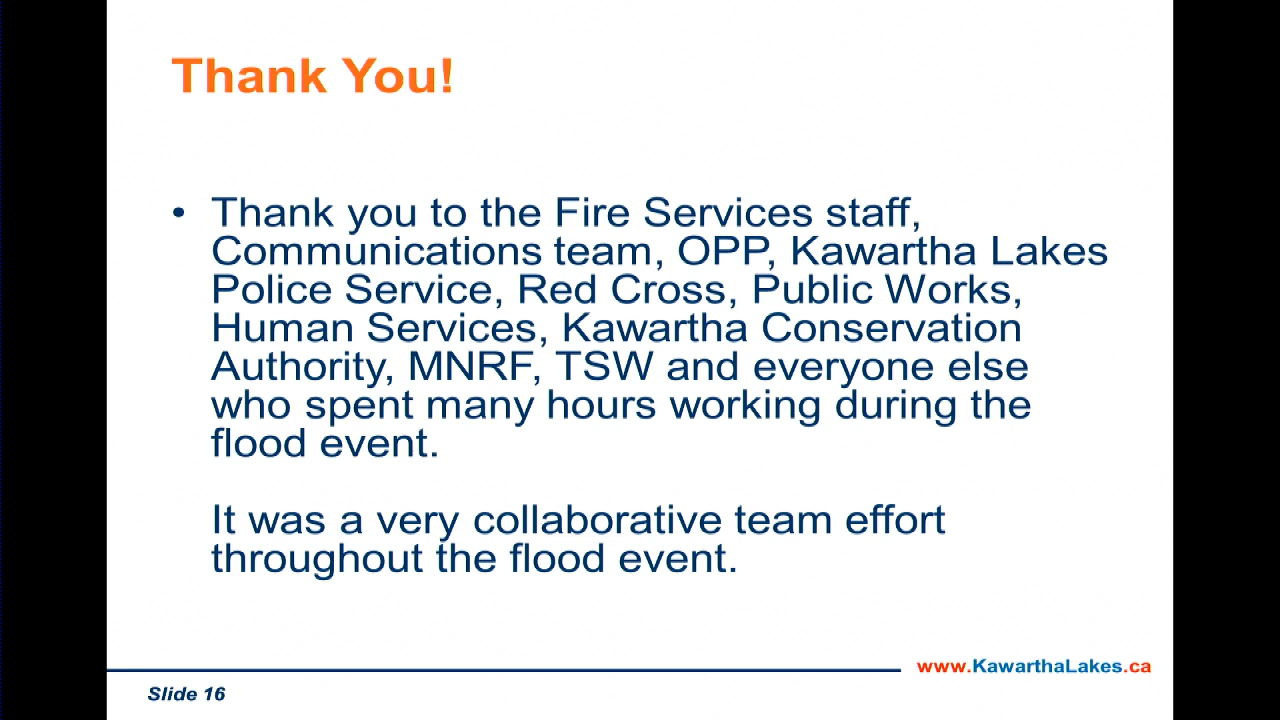 Thank You!
• Thank you to the Fire Services staff,
Communications team, OPP, Kawartha Lakes
Police Service, Red Cross, Public Works,
Human Services, Kawartha Conservation
Authority, MNRF, TSW and everyone else
who spent many hours working during the
flood event.
It was a very collaborative team effort
throughout the flood event.
www.KawarthaLakes.ca
Slide 16